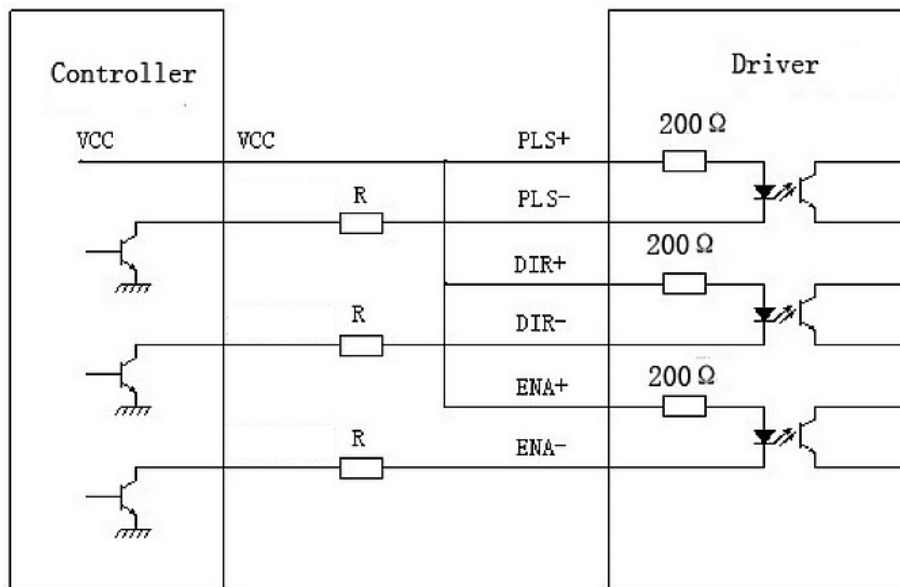 Controller
Driver
VCC
VCC
PLS+
200Ω
R
PLS-
DIR+
200Ω
R
DIR-
ENA+
200Ω
R
ENA-